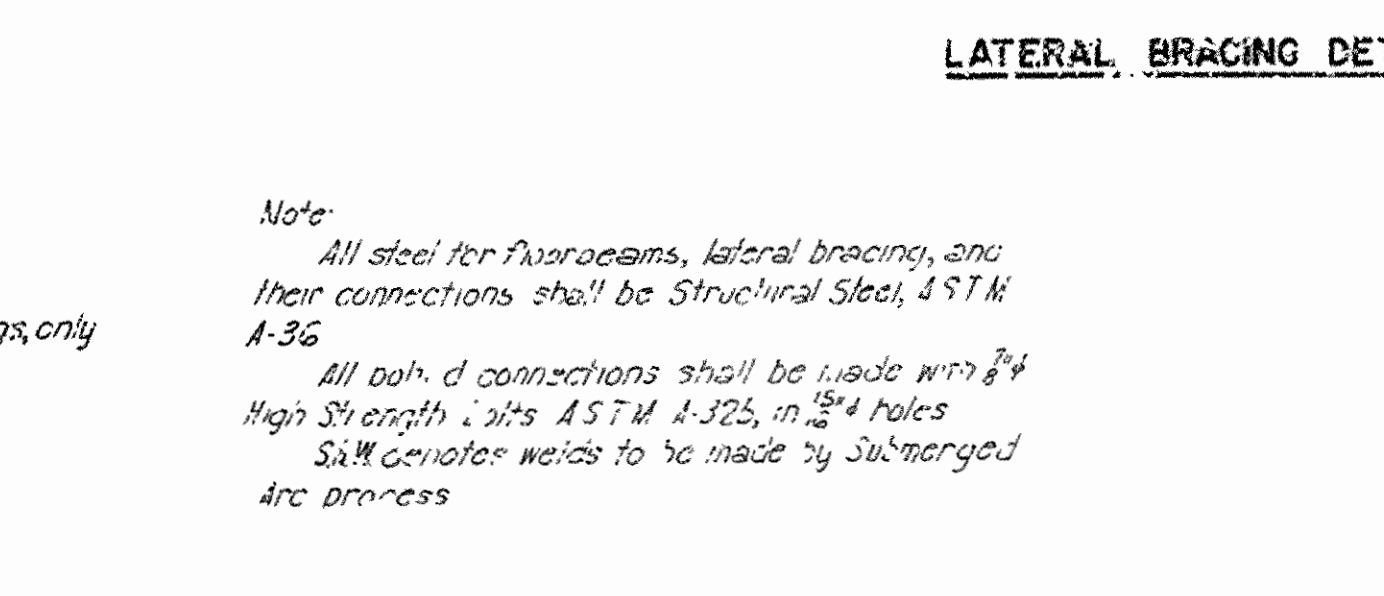 LATERAL BRACING DET
Note:
All steel for floorbeams, lateral bracing, and
their connections shall be Structural Steel, ASTM
gs, only
A-36
All bolted connections shall be made with 7/8"ϕ
High Strength bolts ASTM A-325, in 15/16"ϕ holes
SAW denotes welds to be made by Submerged
Arc process